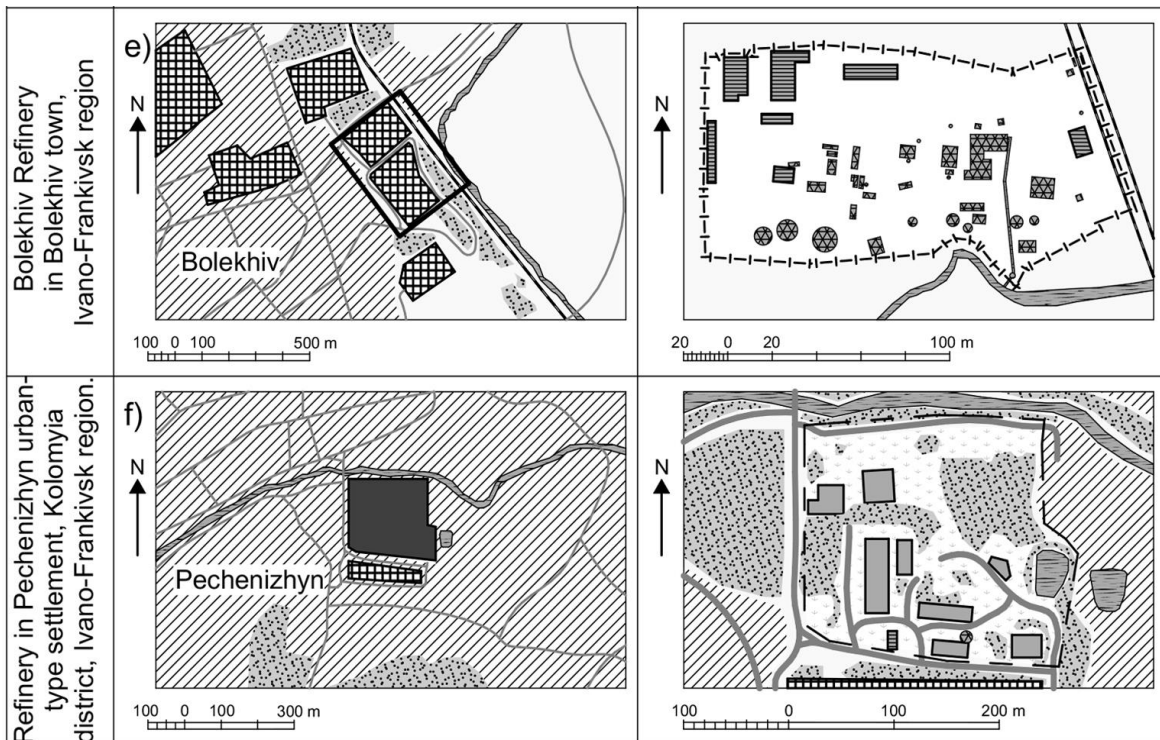 Bolekhiv Refinery
in Bolekhiv town,
Ivano-Frankivsk region
e)
N
Bolekhiv
100 0 100 500 m
N
20 0 20 100 m
Refinery in Pechenizhyn urban-
type settlement, Kolomyia
district, Ivano-Frankivsk region.
f)
N
Pechenizhyn
100 0 100 300 m
N
100 0 100 200 m